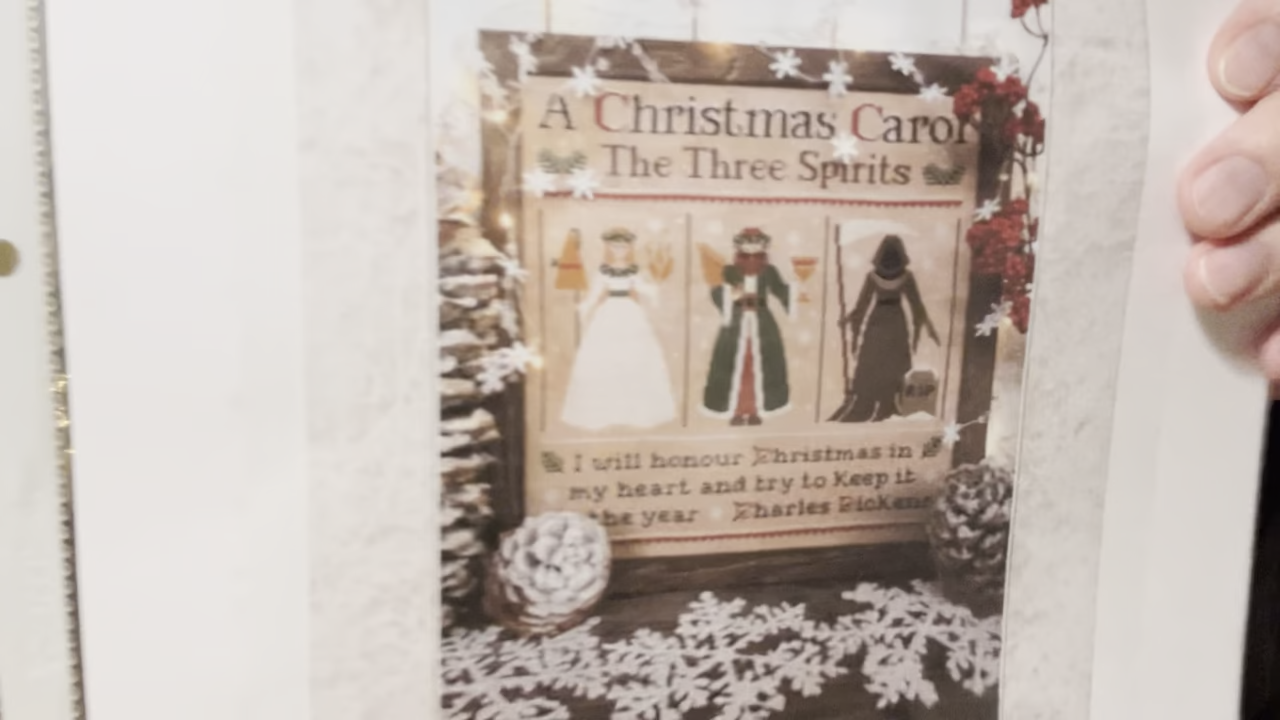 A Christmas Carol
The Three Spirits
RIP
I will honour Christmas in
my heart and try to Keep it
the year Charles Dickens